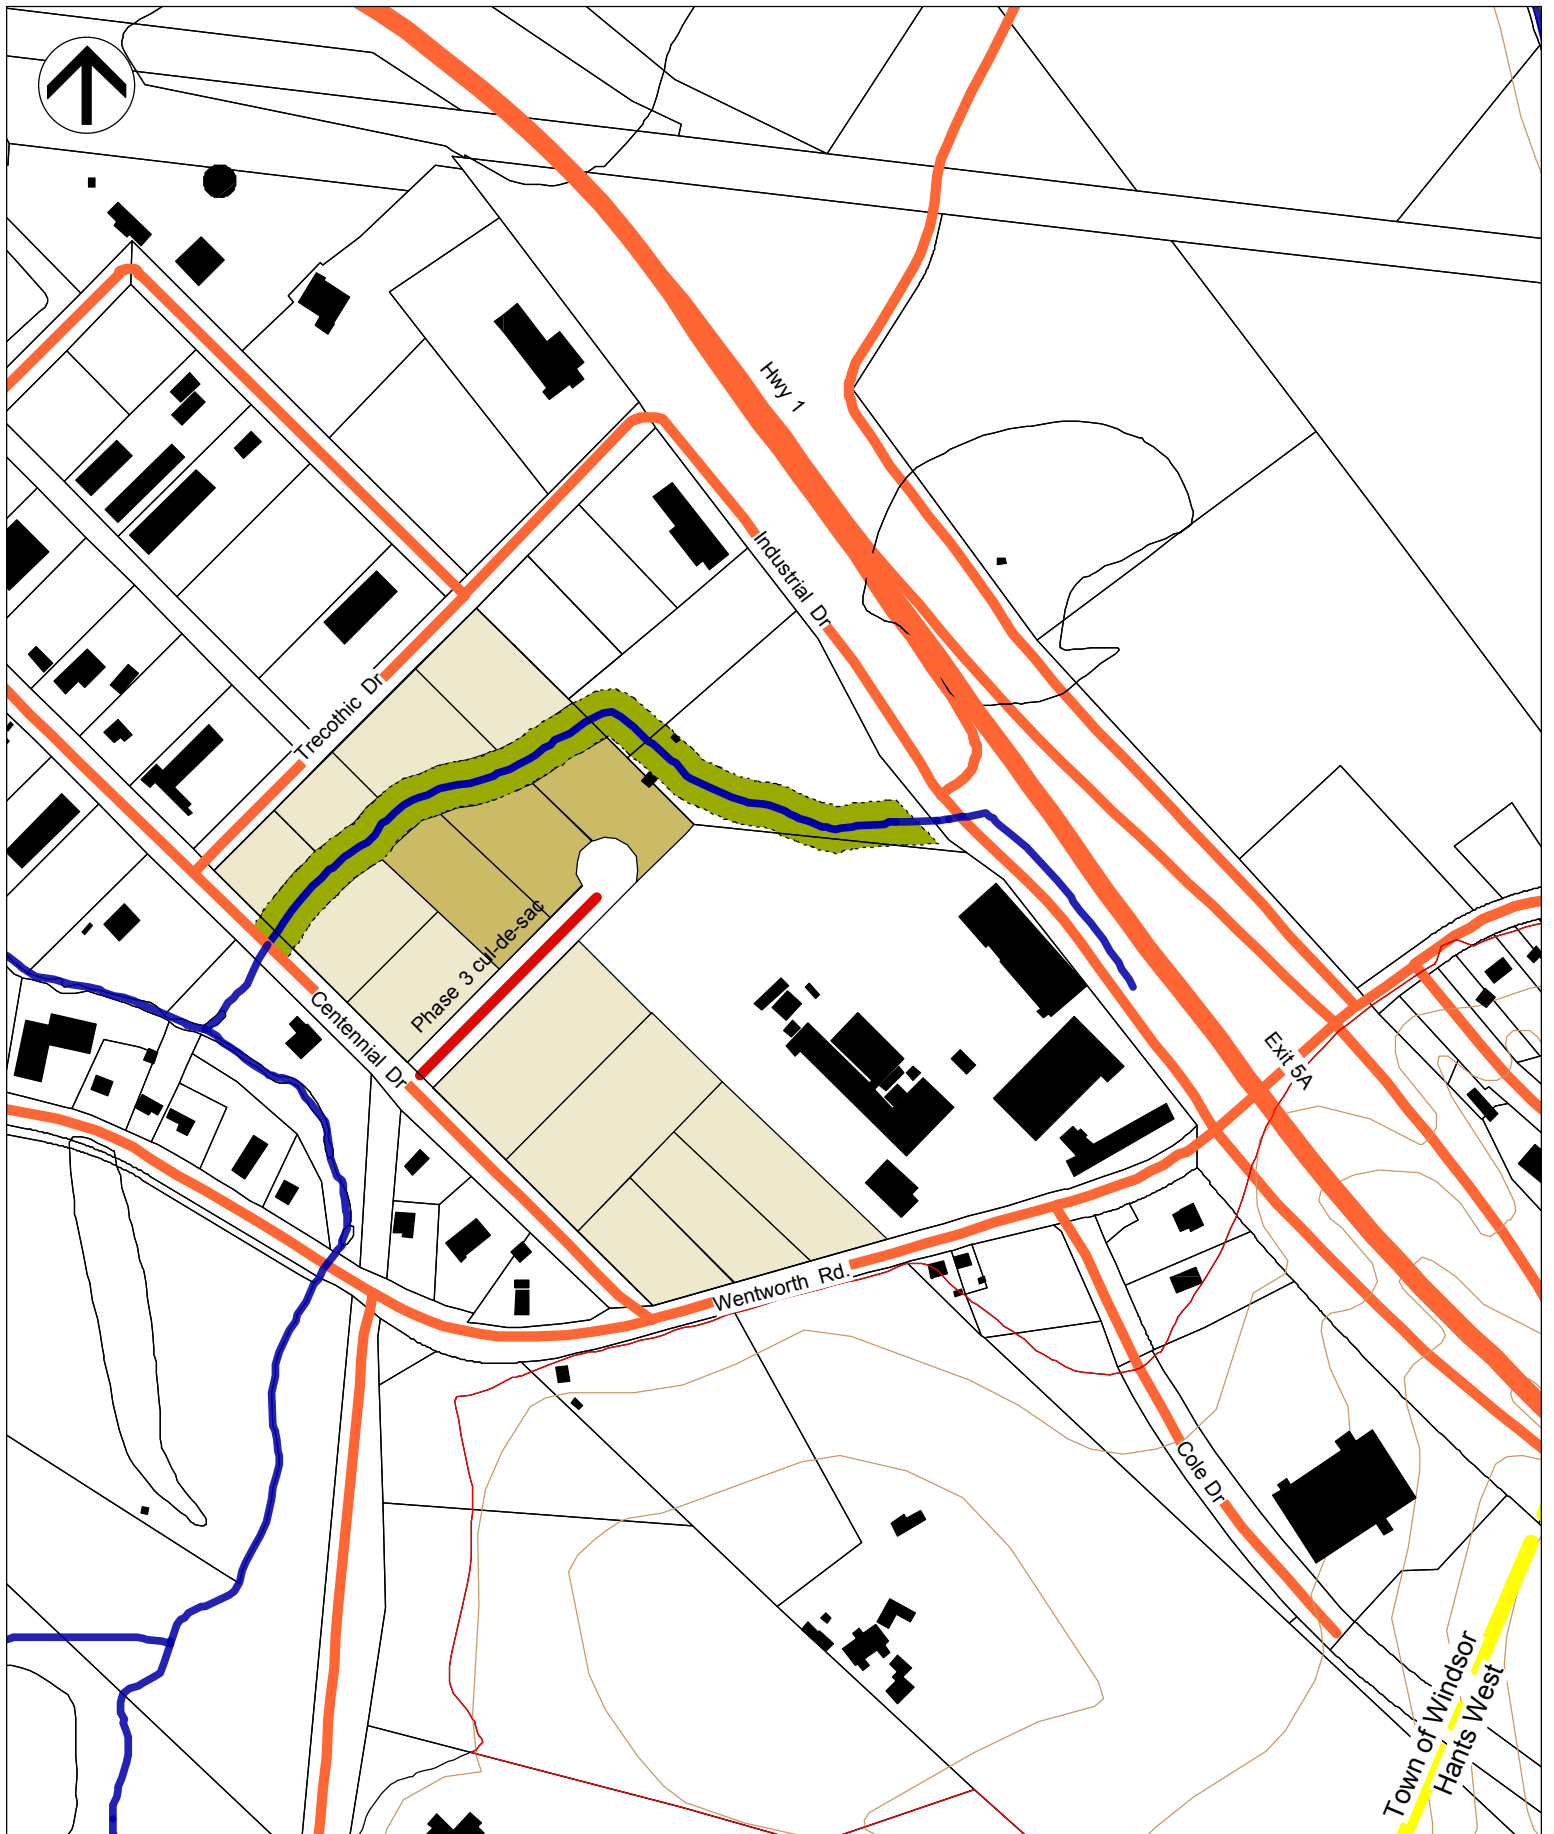 Hwy 1
Industrial Dr
Trecothic Dr
Phase 3 cul-de-sac
Centennial Dr
Exit 5A
Wentworth Rd.
Cole Dr
Town of Windsor
Hants West